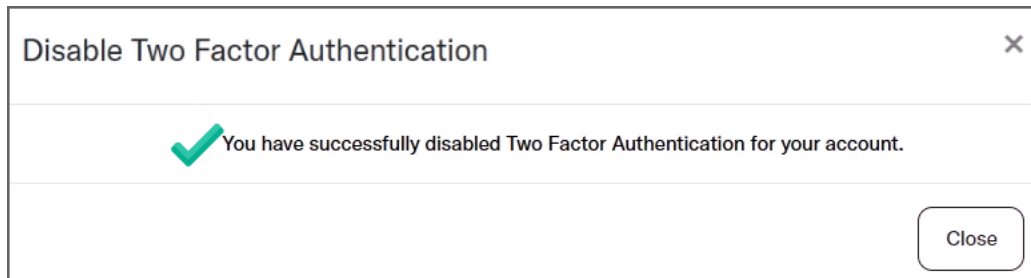 Disable Two Factor Authentication
×
You have successfully disabled Two Factor Authentication for your account.
Close